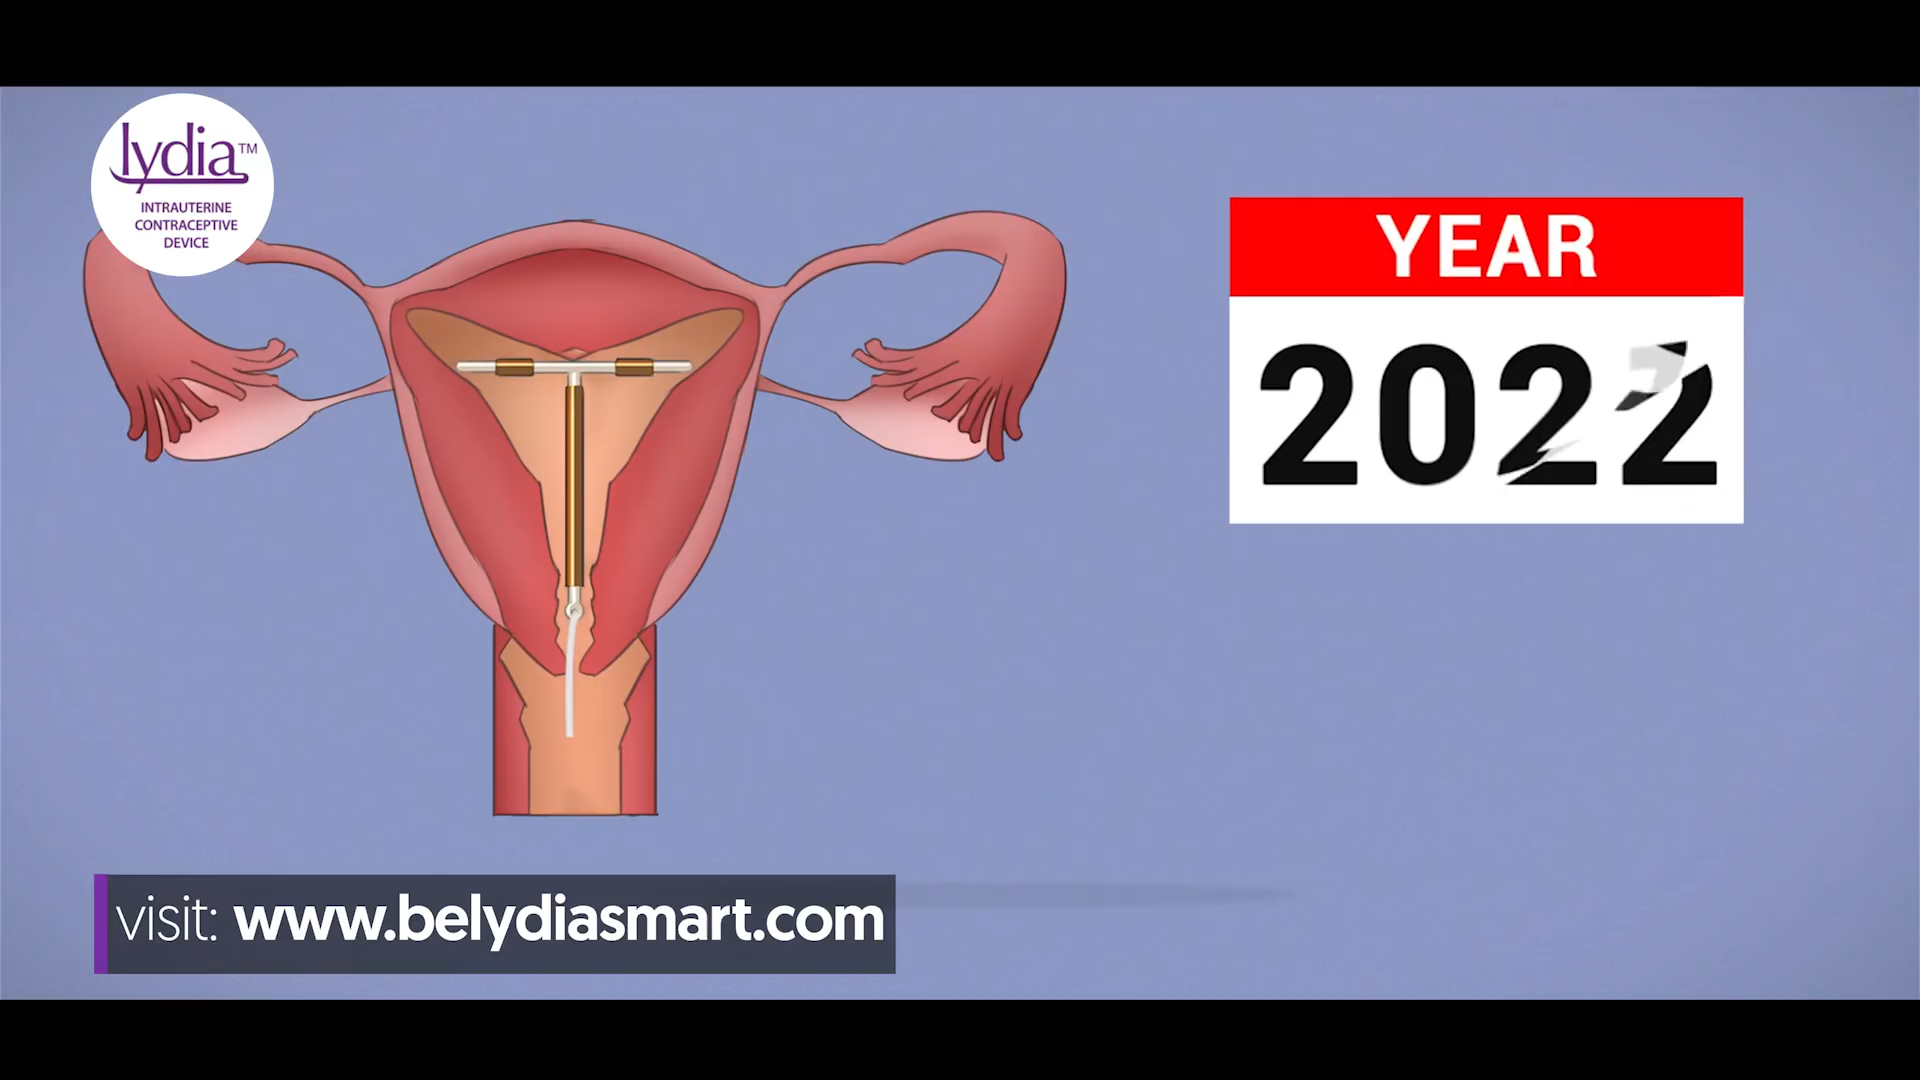 lydia™
INTRAUTERINE
CONTRACEPTIVE
DEVICE
YEAR
2022
visit: www.belydiasmart.com